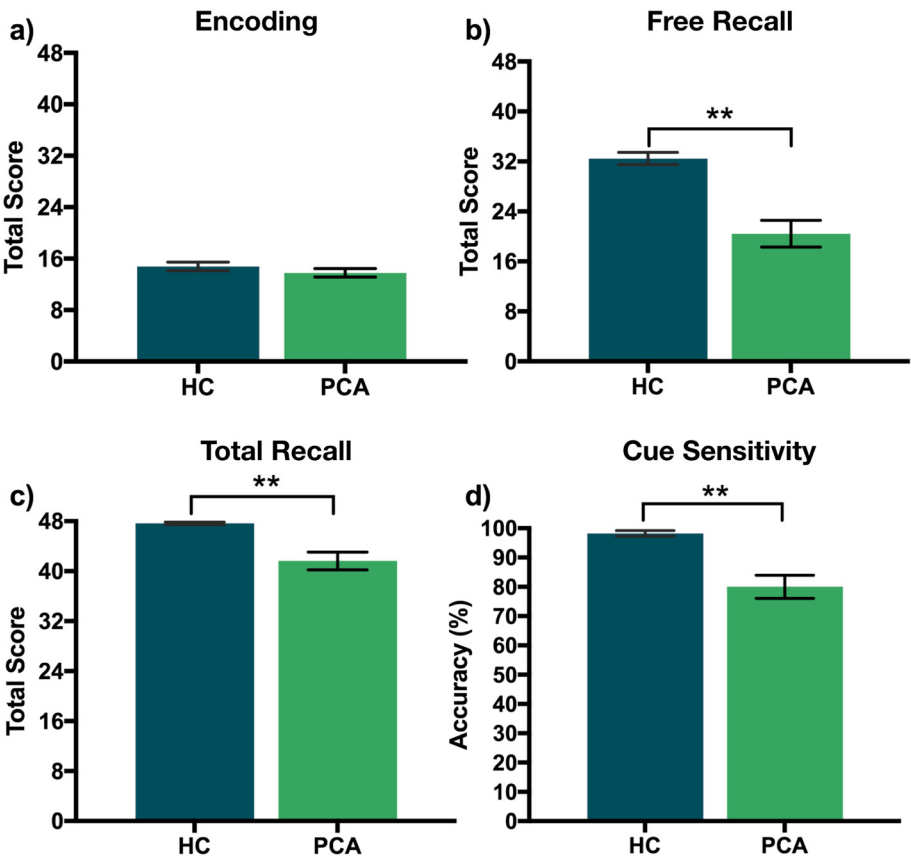 a)
Encoding
Total Score
48
40
32
24
16
8
0
HC
PCA
b)
Free Recall
Total Score
48
40
32
24
16
8
0
**
HC
PCA
c)
Total Recall
Total Score
48
40
32
24
16
8
0
**
HC
PCA
d)
Cue Sensitivity
Accuracy (%)
100
90
80
70
60
50
40
30
20
10
0
**
HC
PCA